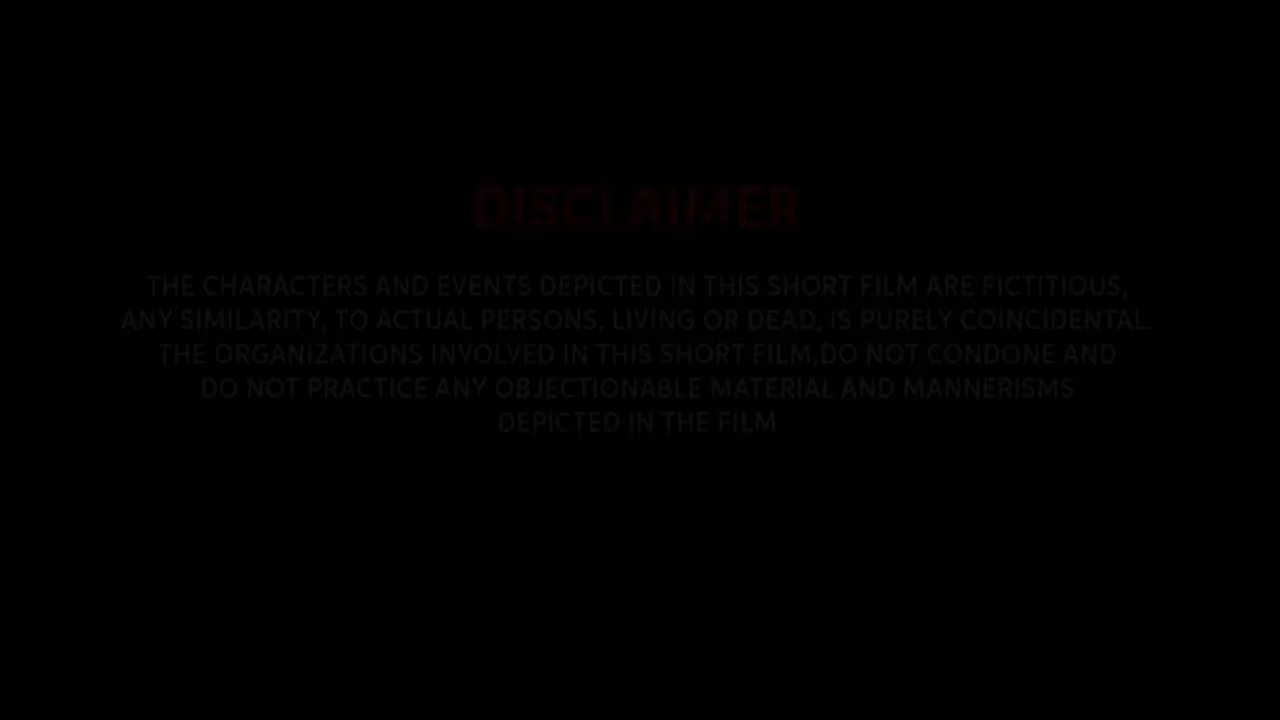 DISCLAIMER
THE CHARACTERS AND EVENTS DEPICTED IN THIS SHORT FILM ARE FICTITIOUS,
ANY SIMILARITY, TO ACTUAL PERSONS, LIVING OR DEAD, IS PURELY COINCIDENTAL.
THE ORGANIZATIONS INVOLVED IN THIS SHORT FILM,DO NOT CONDONE AND
DO NOT PRACTICE ANY OBJECTIONABLE MATERIAL AND MANNERISMS
DEPICTED IN THE FILM